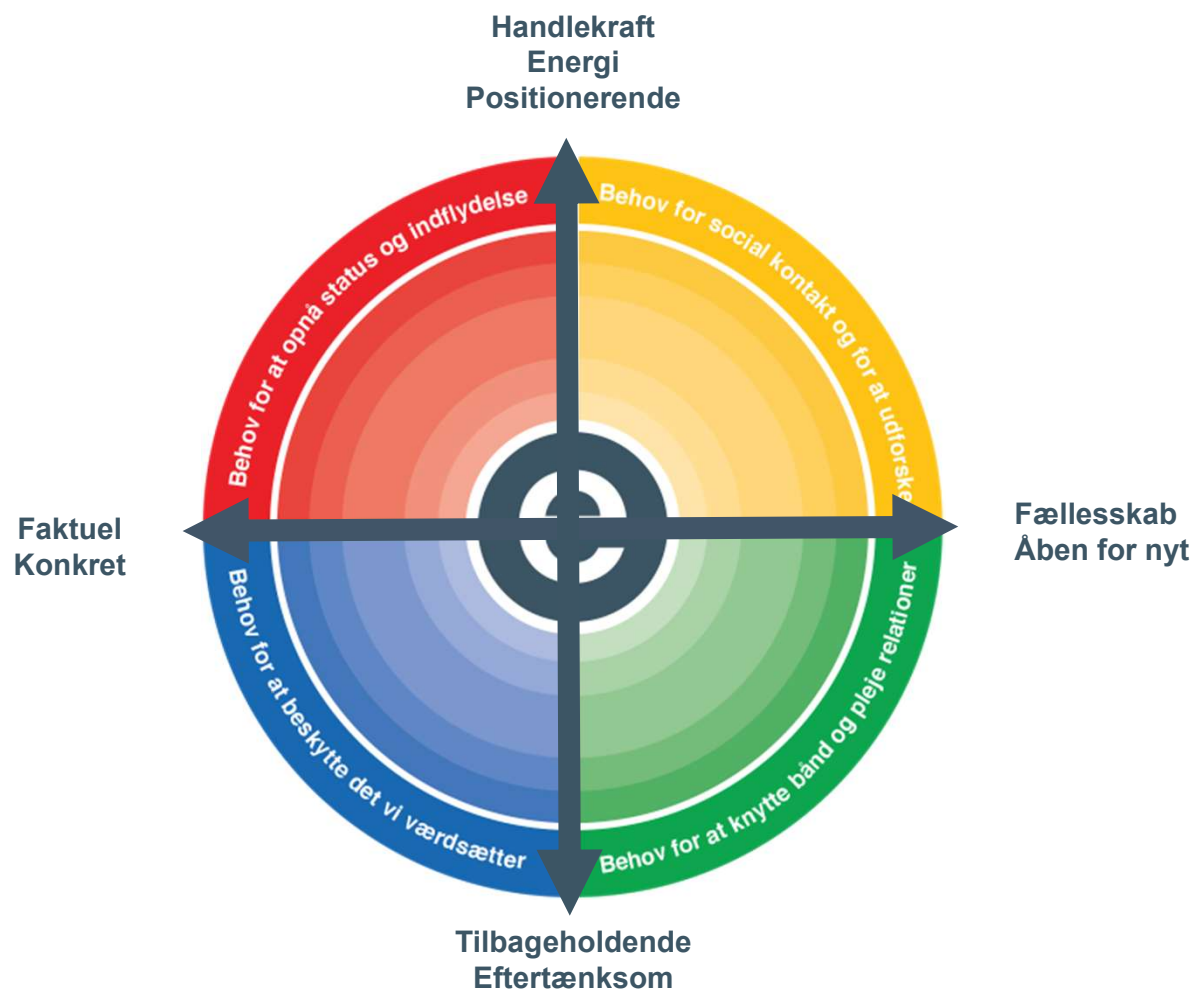 Handlekraft
Energi
Positionerende
Behov for at opnå status og indflydelse
Behov for social kontakt og for at udforske
Faktuel
Konkret
Fællesskab
Åben for nyt
Behov for at beskytte det vi værdsætter
Behov for at knytte bånd og pleje relationer
Tilbageholdende
Eftertænksom